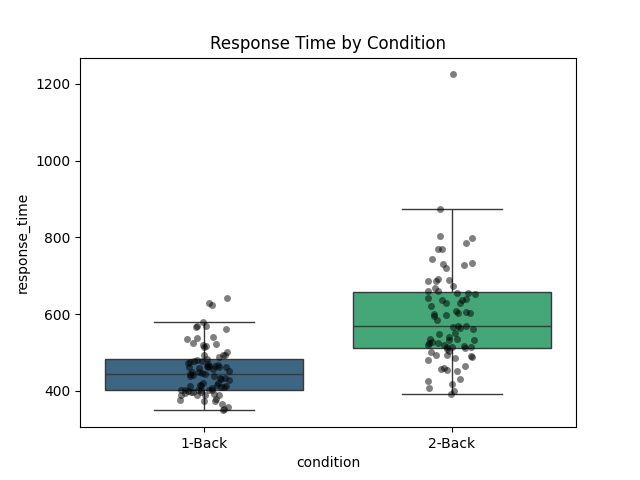 Response Time by Condition
1200
1000
800
600
400
response_time
1-Back
2-Back
condition